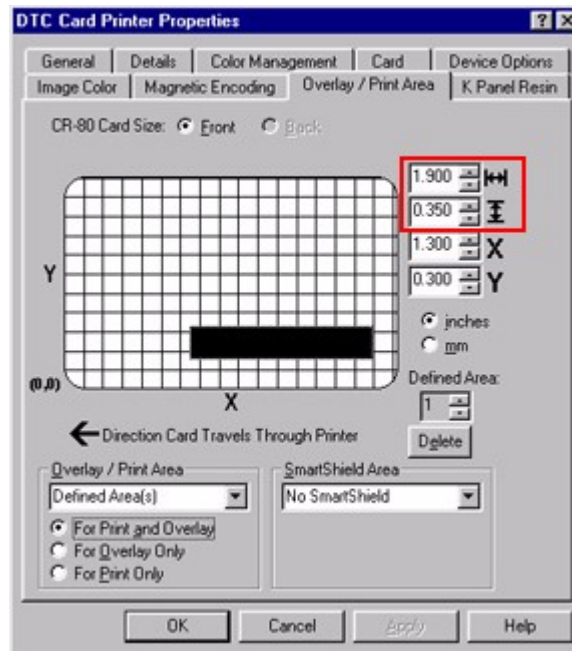 DTC Card Printer Properties
General Details Color Management Card Device Options
Image Color Magnetic Encoding Overlay / Print Area K Panel Resin
CR-80 Card Size: Front Back
1.900
0.350
1.300 X
Y 0.300 Y
inches
mm
(0,0) Defined Area:
X 1
Direction Card Travels Through Printer Delete
Overlay / Print Area SmartShield Area
Defined Area(s) No SmartShield
For Print and Overlay
For Overlay Only
For Print Only
OK Cancel Apply Help